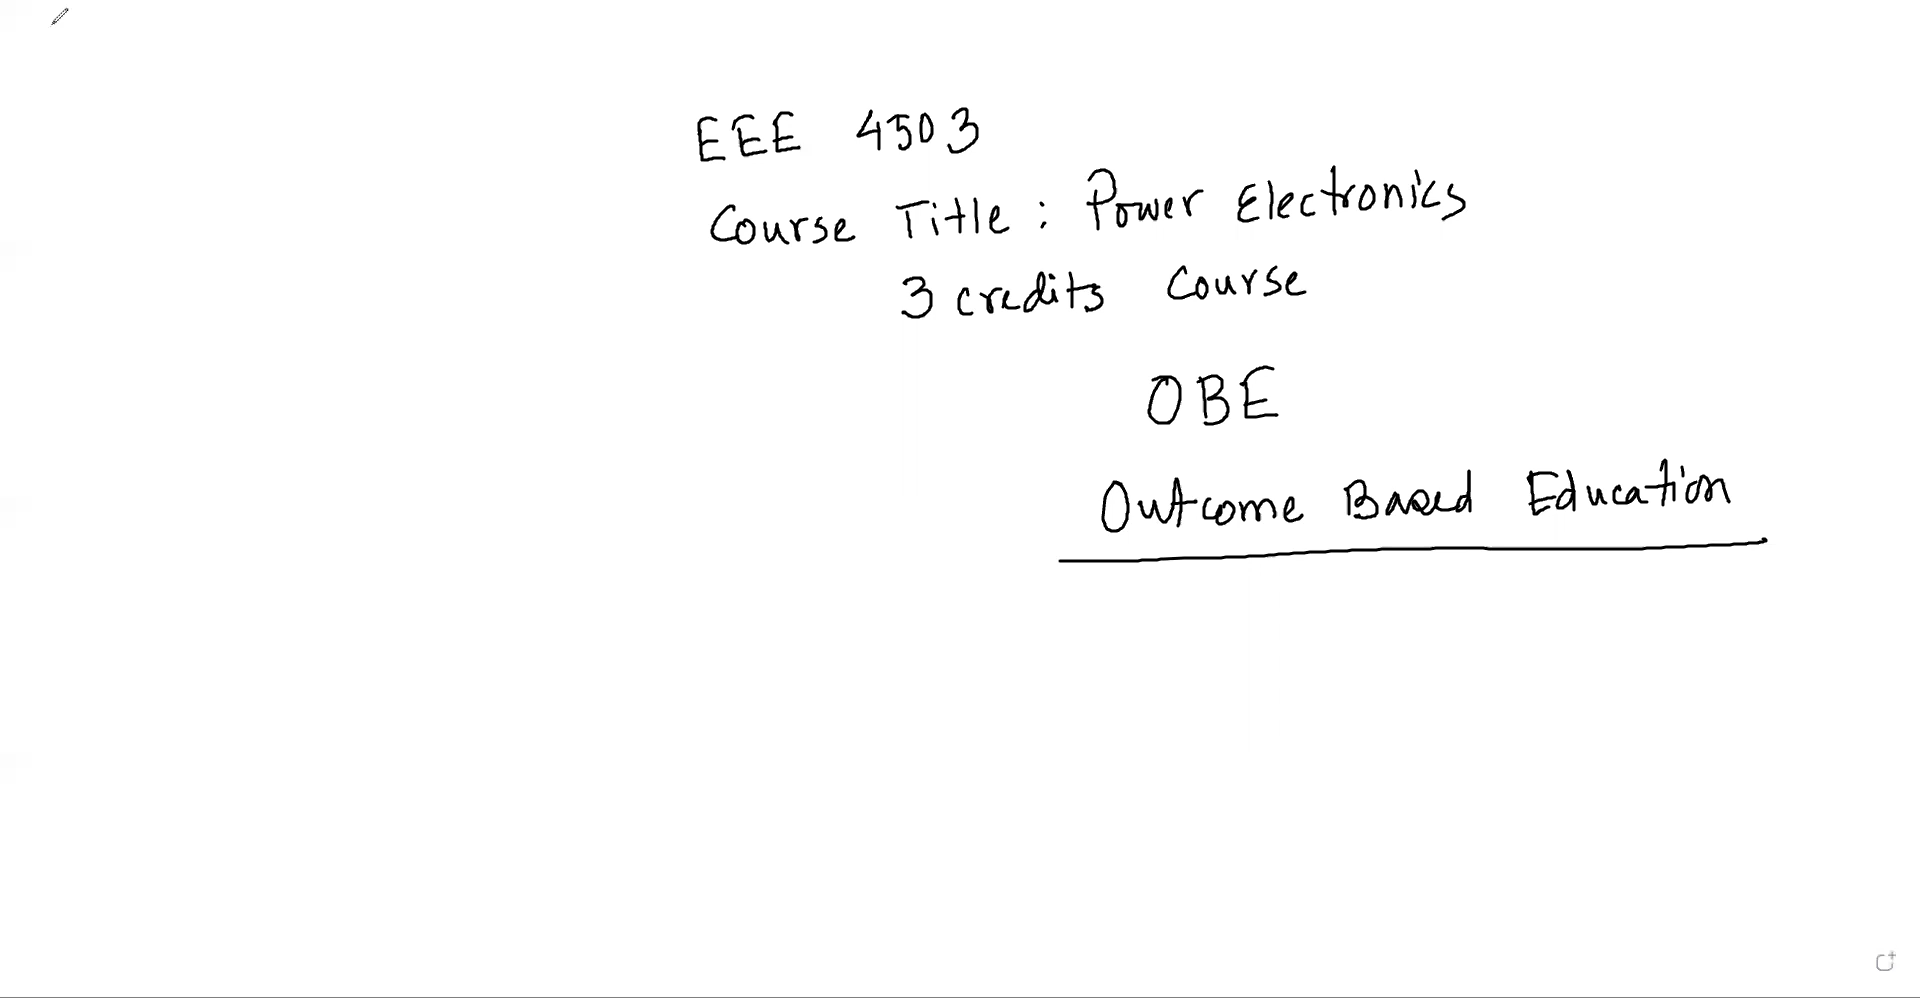 EEE 4503
Course Title : Power Electronics
3 credits Course
OBE
Outcome Based Education